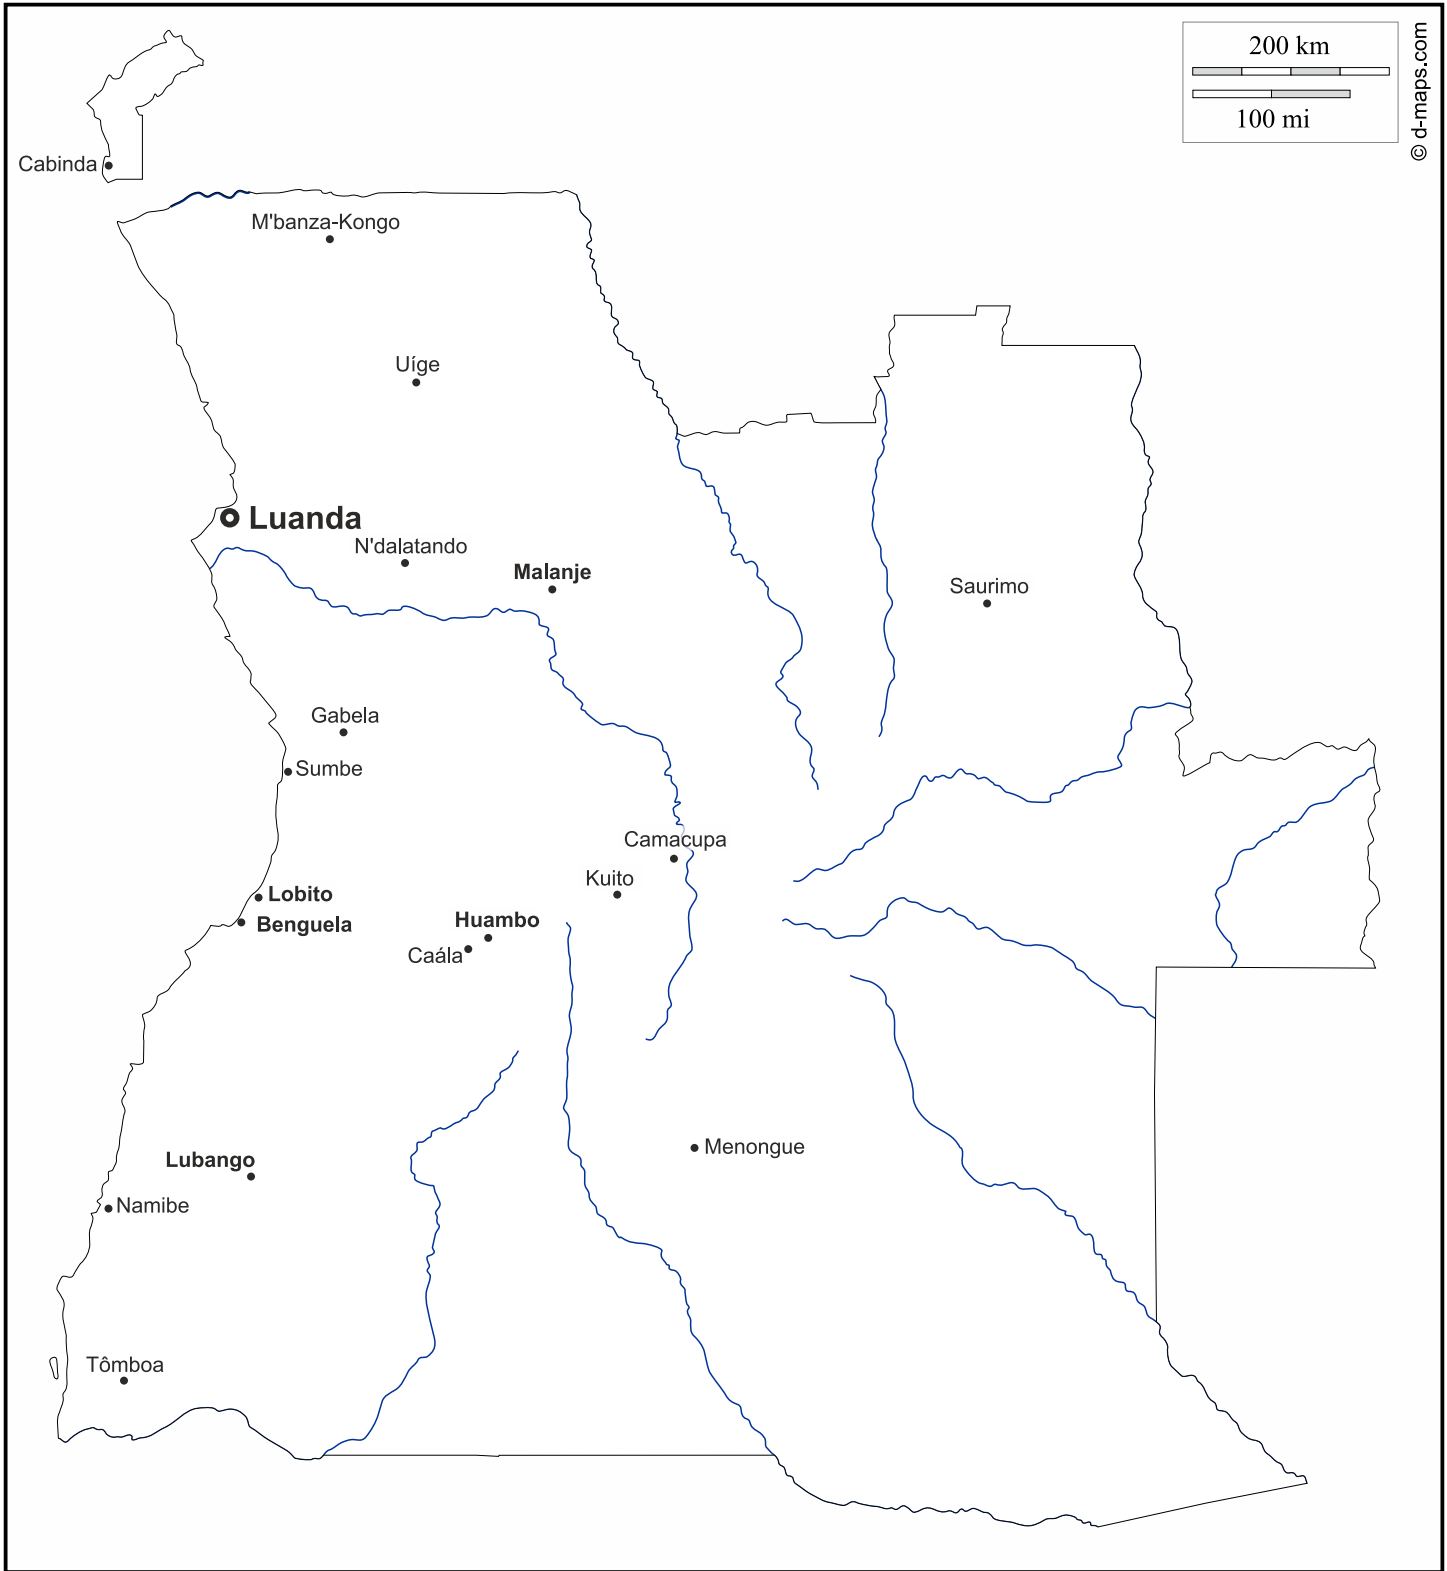 200 km
100 mi
© d-maps.com
Cabinda
M'banza-Kongo
Uíge
Luanda
N'dalatando
Malanje
Saurimo
Gabela
Sumbe
Camacupa
Kuito
Lobito
Benguela
Huambo
Caála
Menongue
Lubango
Namibe
Tômboa